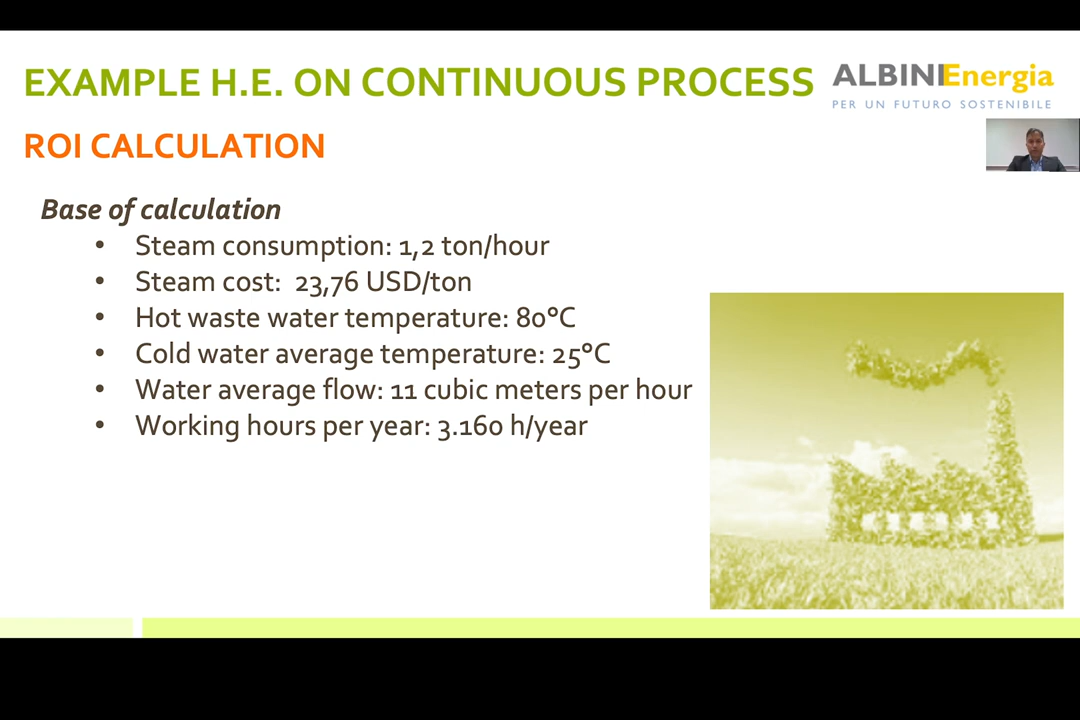 EXAMPLE H.E. ON CONTINUOUS PROCESS
ALBINIEnergia
PER UN FUTURO SOSTENIBILE
ROI CALCULATION
Base of calculation
• Steam consumption: 1,2 ton/hour
• Steam cost:  23,76 USD/ton
• Hot waste water temperature: 80°C
• Cold water average temperature: 25°C
• Water average flow: 11 cubic meters per hour
• Working hours per year: 3.160 h/year